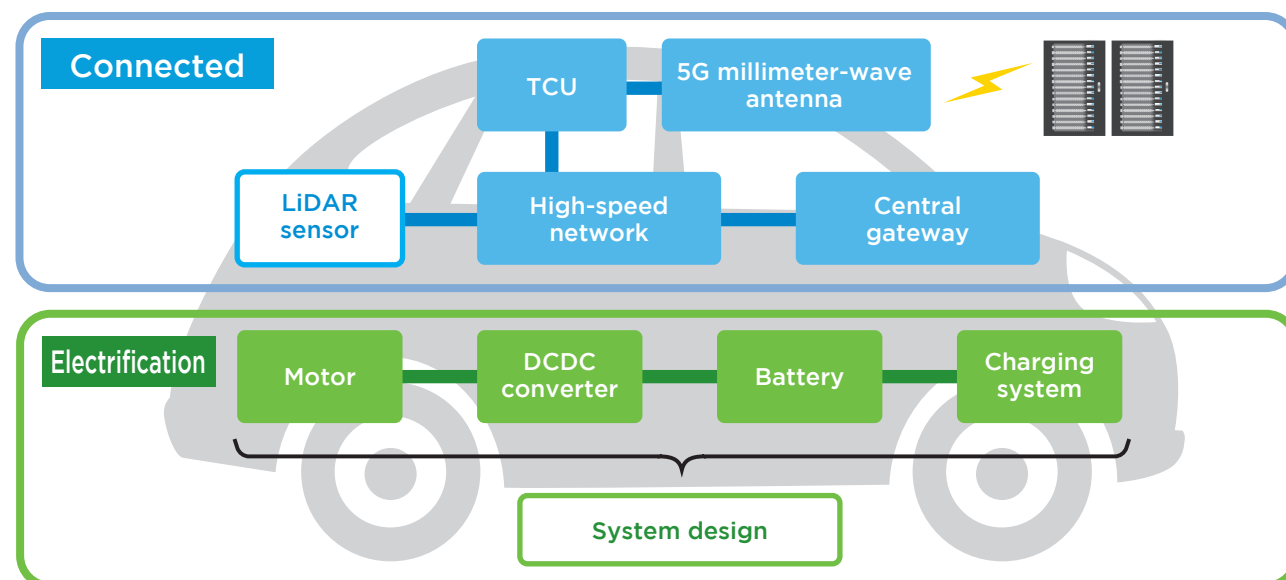 Connected
TCU
5G millimeter-wave
antenna
LiDAR
sensor
High-speed
network
Central
gateway
Electrification
Motor
DCDC
converter
Battery
Charging
system
System design